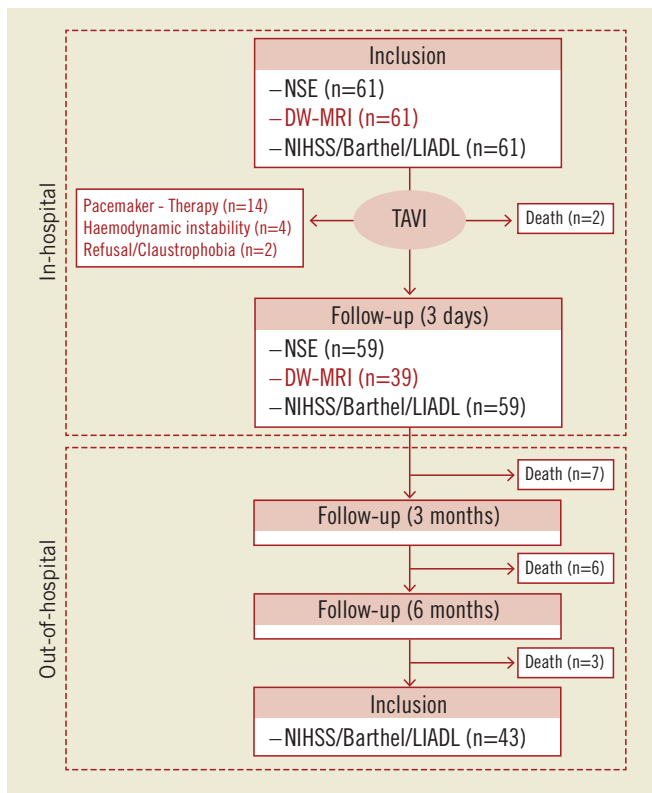 In-hospital
Inclusion
–NSE (n=61)
–DW-MRI (n=61)
–NIHSS/Barthel/LIADL (n=61)
Pacemaker - Therapy (n=14)
Haemodynamic instability (n=4)
Refusal/Claustrophobia (n=2)
TAVI
Death (n=2)
Follow-up (3 days)
–NSE (n=59)
–DW-MRI (n=39)
–NIHSS/Barthel/LIADL (n=59)
Out-of-hospital
Death (n=7)
Follow-up (3 months)
Death (n=6)
Follow-up (6 months)
Death (n=3)
Inclusion
–NIHSS/Barthel/LIADL (n=43)